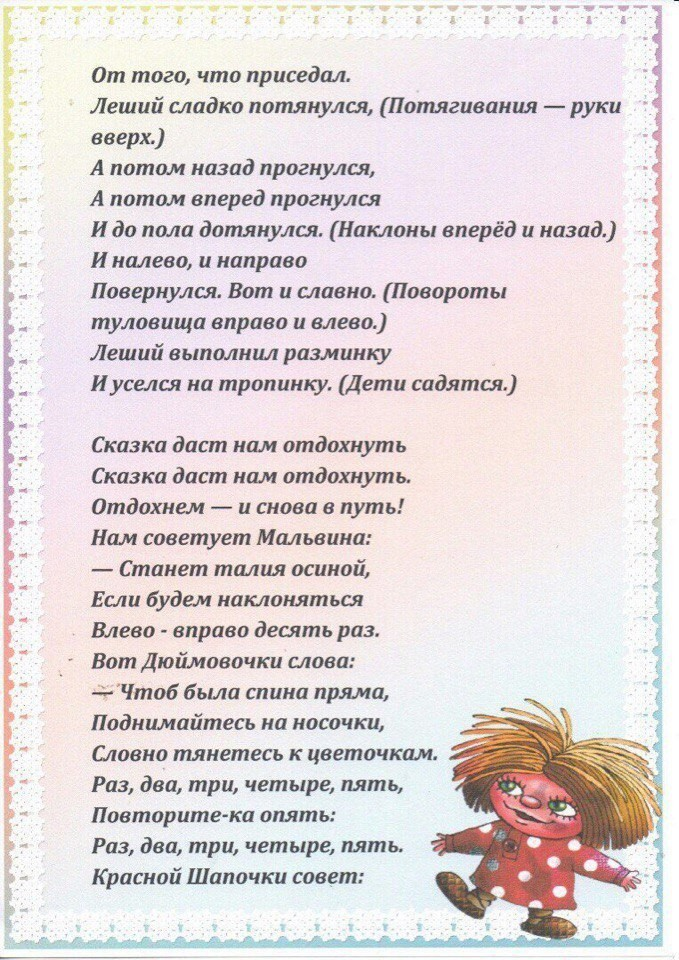 От того, что приседал.
Леший сладко потянулся, (Потягивания — руки
вверх.)
А потом назад прогнулся,
А потом вперед прогнулся
И до пола дотянулся. (Наклоны вперёд и назад.)
И налево, и направо
Повернулся. Вот и славно. (Повороты
туловища вправо и влево.)
Леший выполнил разминку
И уселся на тропинку. (Дети садятся.)
Сказка даст нам отдохнуть
Сказка даст нам отдохнуть.
Отдохнем — и снова в путь!
Нам советует Мальвина:
— Станет талия осиной,
Если будем наклоняться
Влево - вправо десять раз.
Вот Дюймовочки слова:
— Чтоб была спина пряма,
Поднимайтесь на носочки,
Словно тянетесь к цветочкам.
Раз, два, три, четыре, пять,
Повторите-ка опять:
Раз, два, три, четыре, пять.
Красной Шапочки совет: